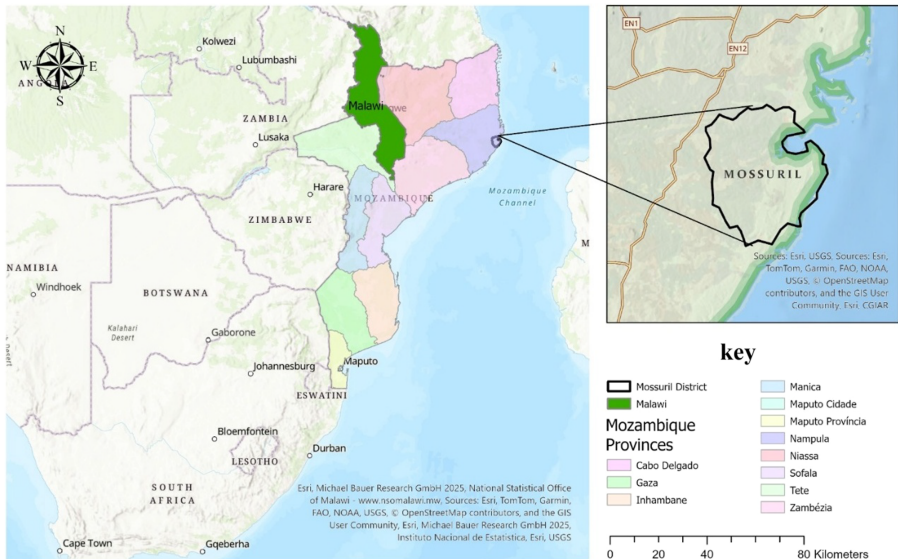 N
W E
S
ANGOLA
Kolwezi
Lubumbashi
ZAMBIA
Lusaka
Malawi
gwe
Harare
ZIMBABWE
MOZAMBIQUE
Mozambique
Channel
NAMIBIA
Windhoek
BOTSWANA
Kalahari
Desert
Gaborone
Johannesburg
Maputo
ESWATINI
Bloemfontein
LESOTHO
Durban
SOUTH
AFRICA
Cape Town
Gqeberha
M
Desert
Esri, Michael Bauer Research GmbH 2025, National Statistical Office
of Malawi - www.nsomalawi.mw, Sources: Esri, TomTom, Garmin,
FAO, NOAA, USGS, © OpenStreetMap contributors, and the GIS
User Community, Esri, Michael Bauer Research GmbH 2025,
Instituto Nacional de Estatistica, Esri, USGS
EN1
EN12
MOSSURIL
Sources: Esri, USGS, Sources: Esri,
TomTom, Garmin, FAO, NOAA,
USGS, © OpenStreetMap
contributors, and the GIS User
Community, Esri, CGIAR
key
Mossuril District
Malawi
Mozambique
Provinces
Cabo Delgado
Gaza
Inhambane
Manica
Maputo Cidade
Maputo Província
Nampula
Niassa
Sofala
Tete
Zambézia
0 20 40 80 Kilometers